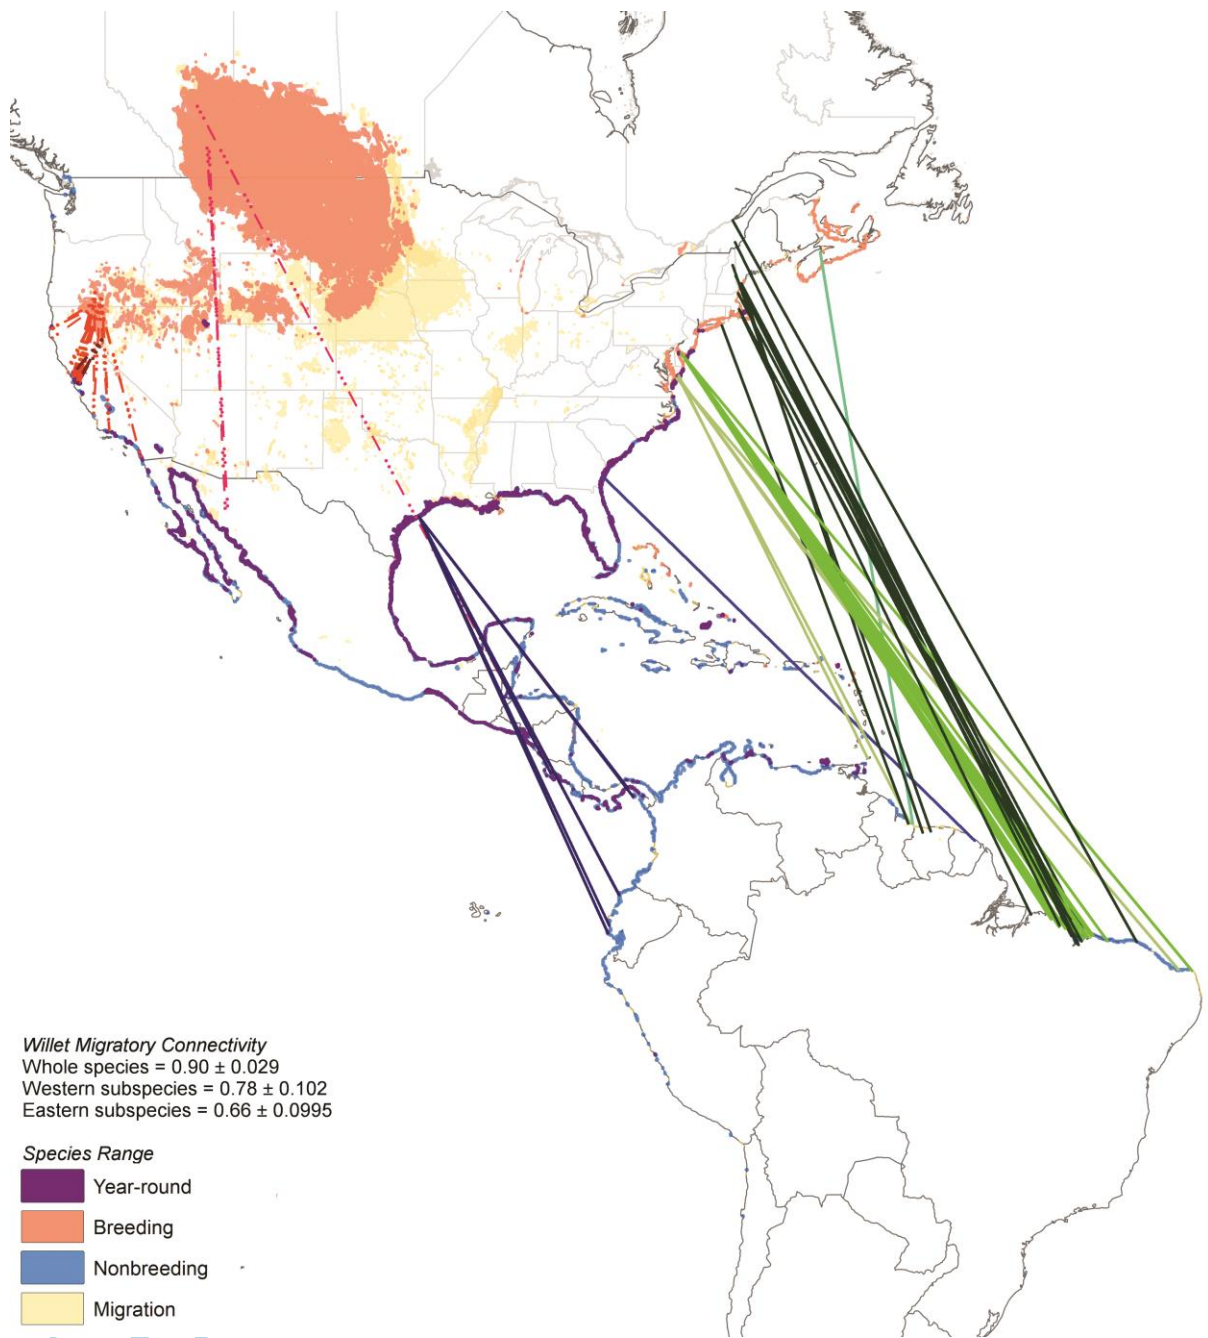 Willet Migratory Connectivity
Whole species = 0.90 ± 0.029
Western subspecies = 0.78 ± 0.102
Eastern subspecies = 0.66 ± 0.0995
Species Range
Year-round
Breeding
Nonbreeding
Migration